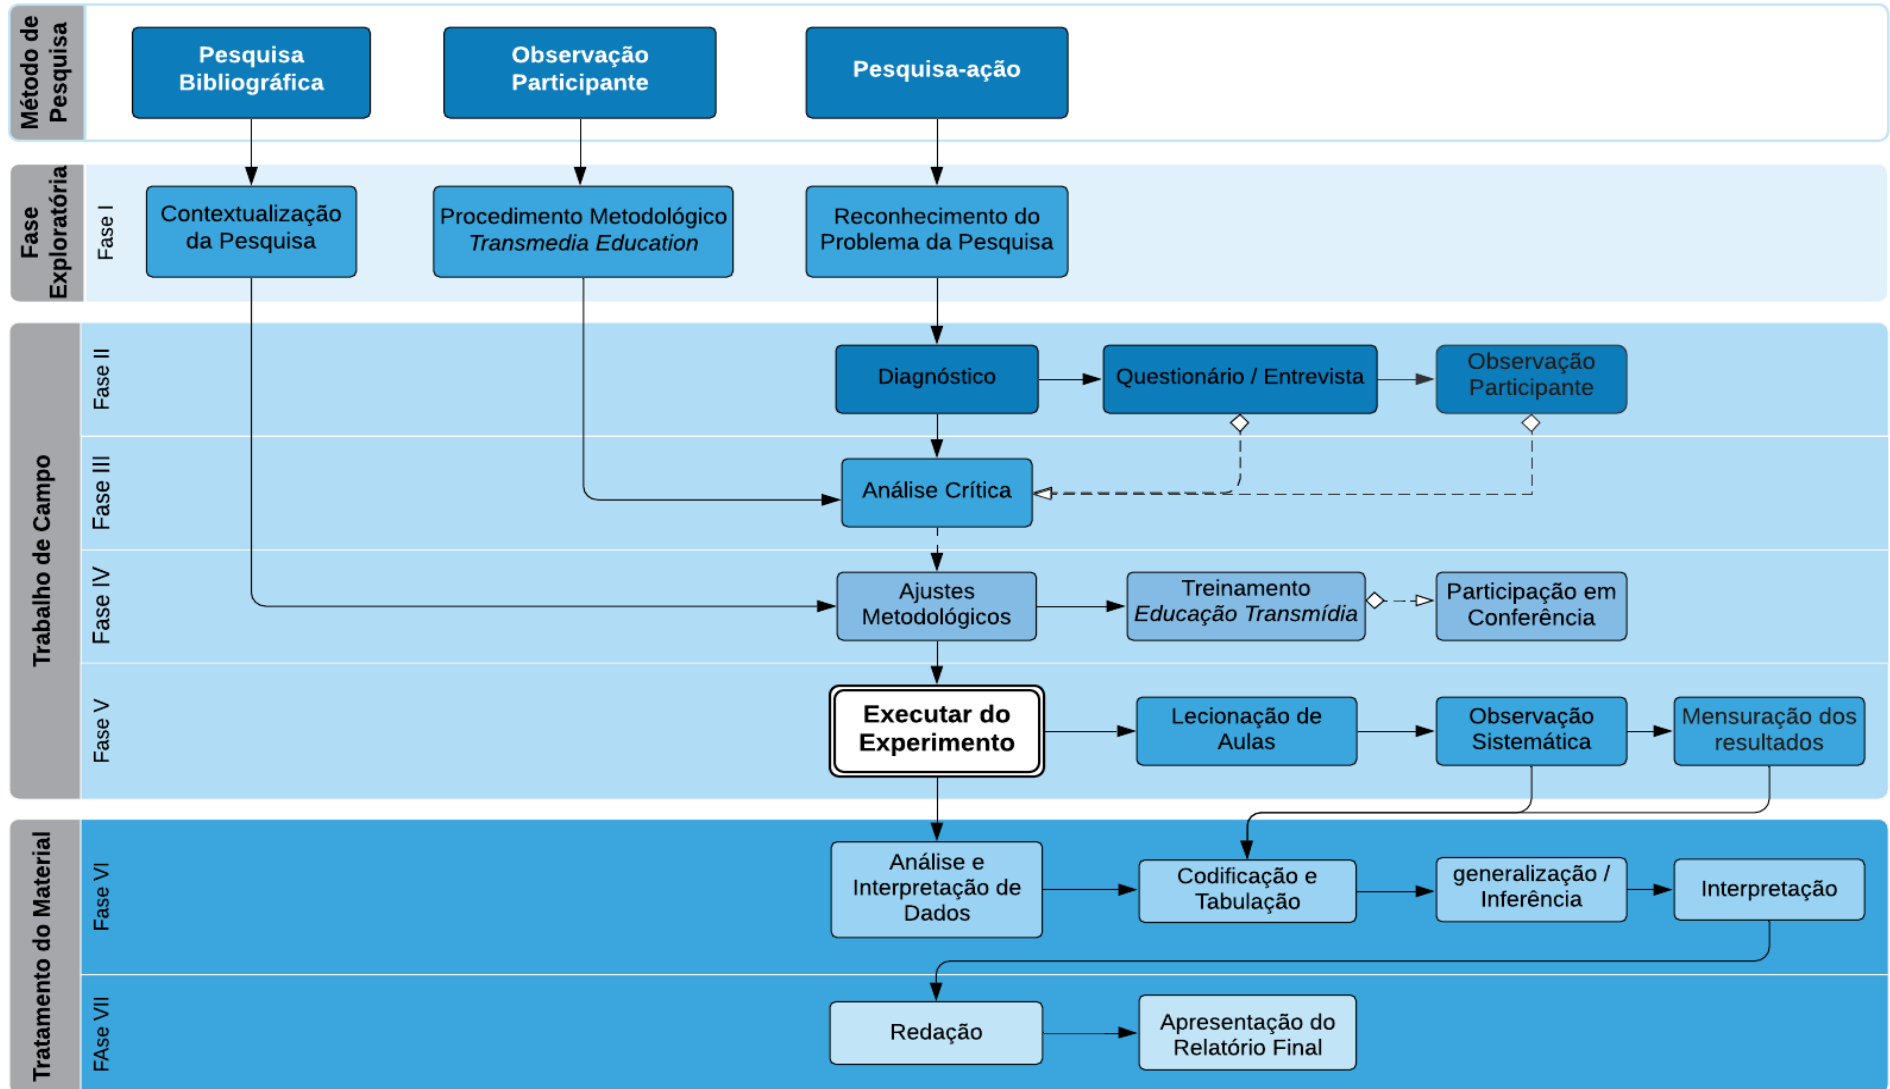 Método de
Pesquisa
Pesquisa
Bibliográfica
Observação
Participante
Pesquisa-ação
Fase
Exploratória
Fase I
Contextualização
da Pesquisa
Procedimento Metodológico
Transmedia Education
Reconhecimento do
Problema da Pesquisa
Trabalho de Campo
Fase II
Diagnóstico
Questionário / Entrevista
Observação
Participante
Fase III
Análise Crítica
Fase IV
Ajustes
Metodológicos
Treinamento
Educação Transmídia
Participação em
Conferência
Fase V
Executar do
Experimento
Lecionação de
Aulas
Observação
Sistemática
Mensuração dos
resultados
Tratamento do Material
Fase VI
Análise e
Interpretação de
Dados
Codificação e
Tabulação
generalização /
Inferência
Interpretação
FAse VII
Redação
Apresentação do
Relatório Final